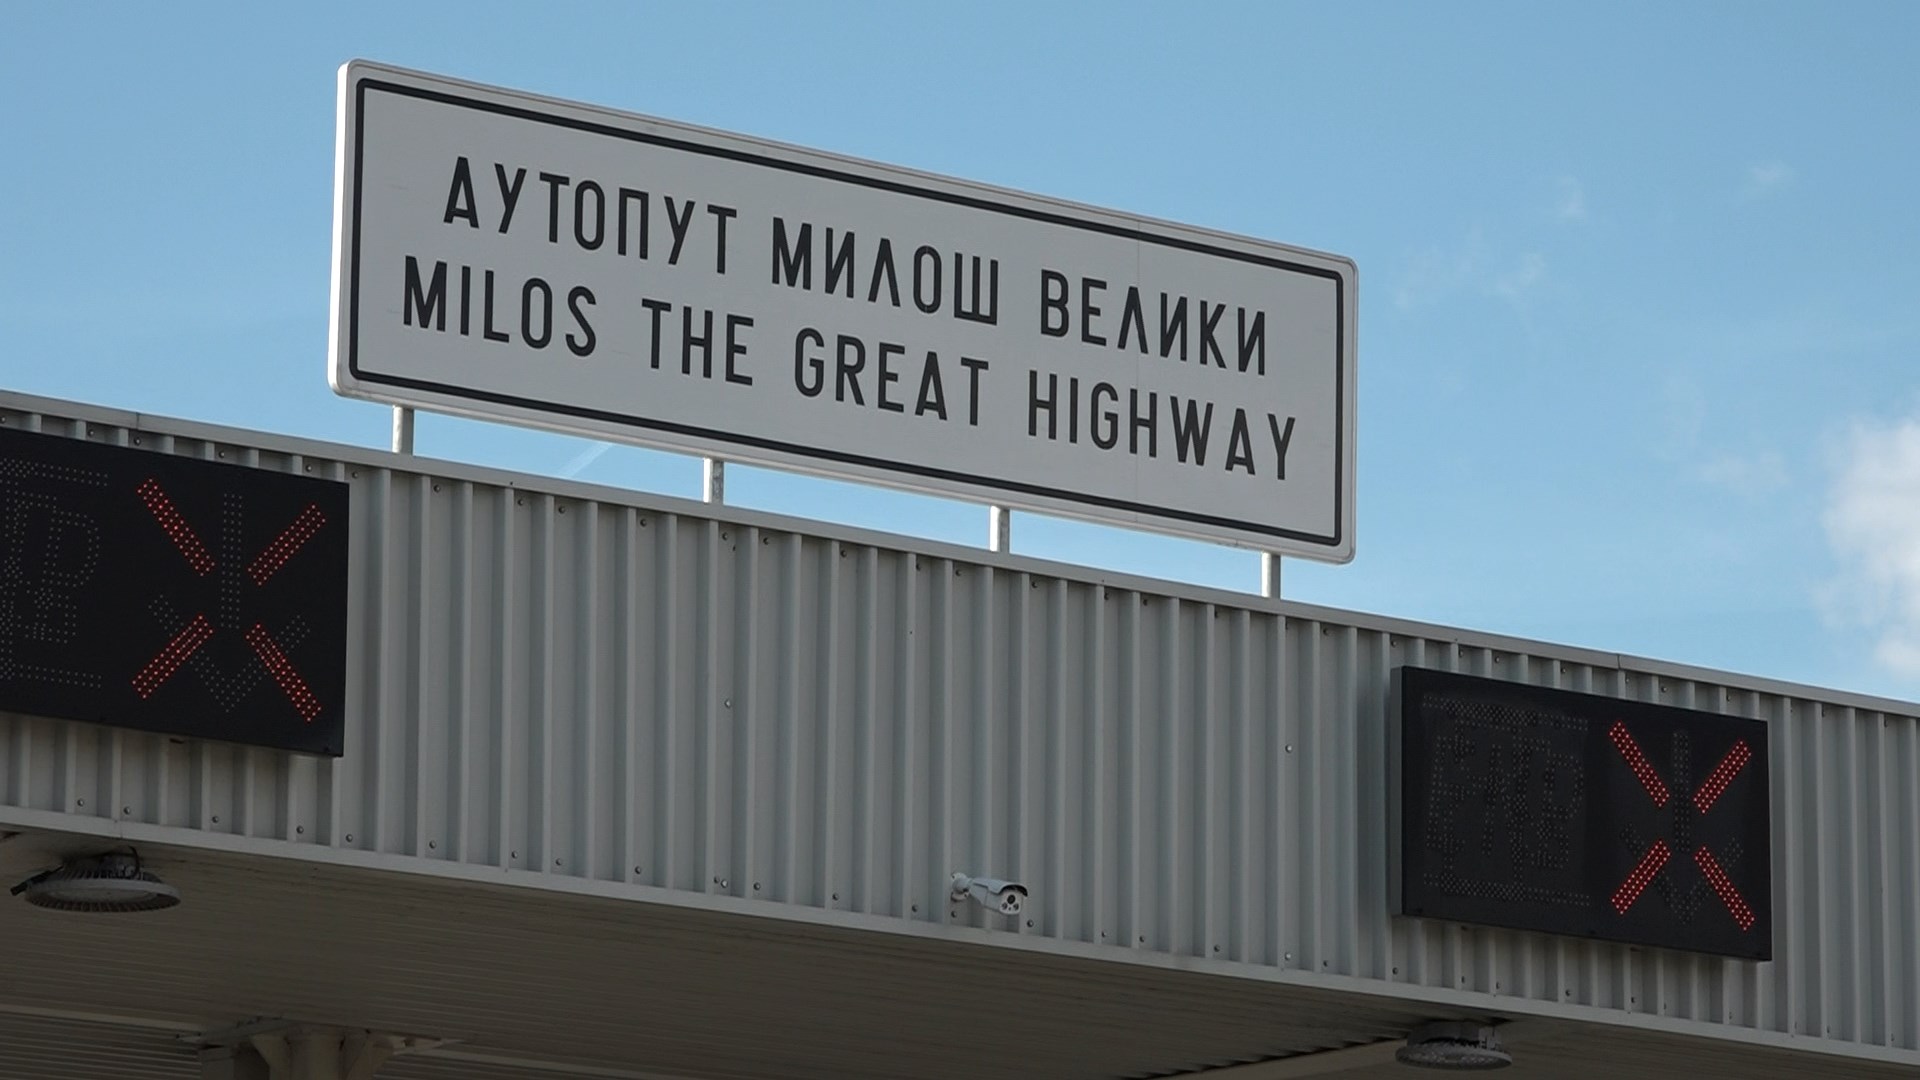 АУТОПУТ МИЛОШ ВЕЛИКИ
MILOS THE GREAT HIGHWAY